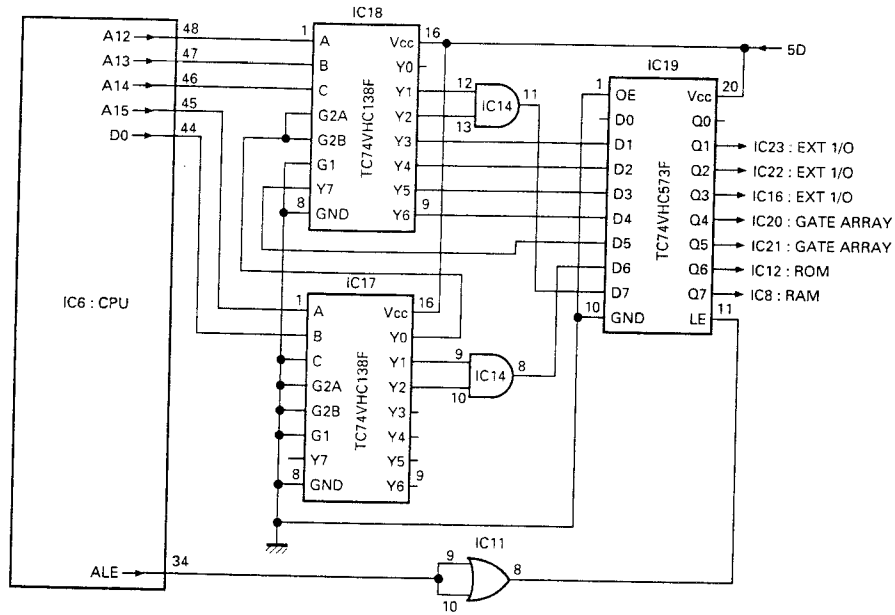 IC18
IC6 : CPU
A12
48
A13
47
A14
46
A15
45
D0
44
ALE
34
1
A
B
C
G2A
G2B
G1
Y7
8
GND
TC74VHC138F
Vcc
16
Y0
Y1
Y2
Y3
Y4
Y5
Y6
9
12
13
IC14
11
5D
IC19
1
OE
D0
D1
D2
D3
D4
D5
D6
D7
10
GND
TC74VHC573F
20
Vcc
Q0
Q1
Q2
Q3
Q4
Q5
Q6
Q7
11
LE
IC23 : EXT 1/O
IC22 : EXT 1/O
IC16 : EXT 1/O
IC20 : GATE ARRAY
IC21 : GATE ARRAY
IC12 : ROM
IC8 : RAM
IC17
1
A
B
C
G2A
G2B
G1
Y7
8
GND
TC74VHC138F
16
Vcc
Y0
Y1
Y2
Y3
Y4
Y5
Y6
9
9
10
IC14
8
IC11
9
10
8